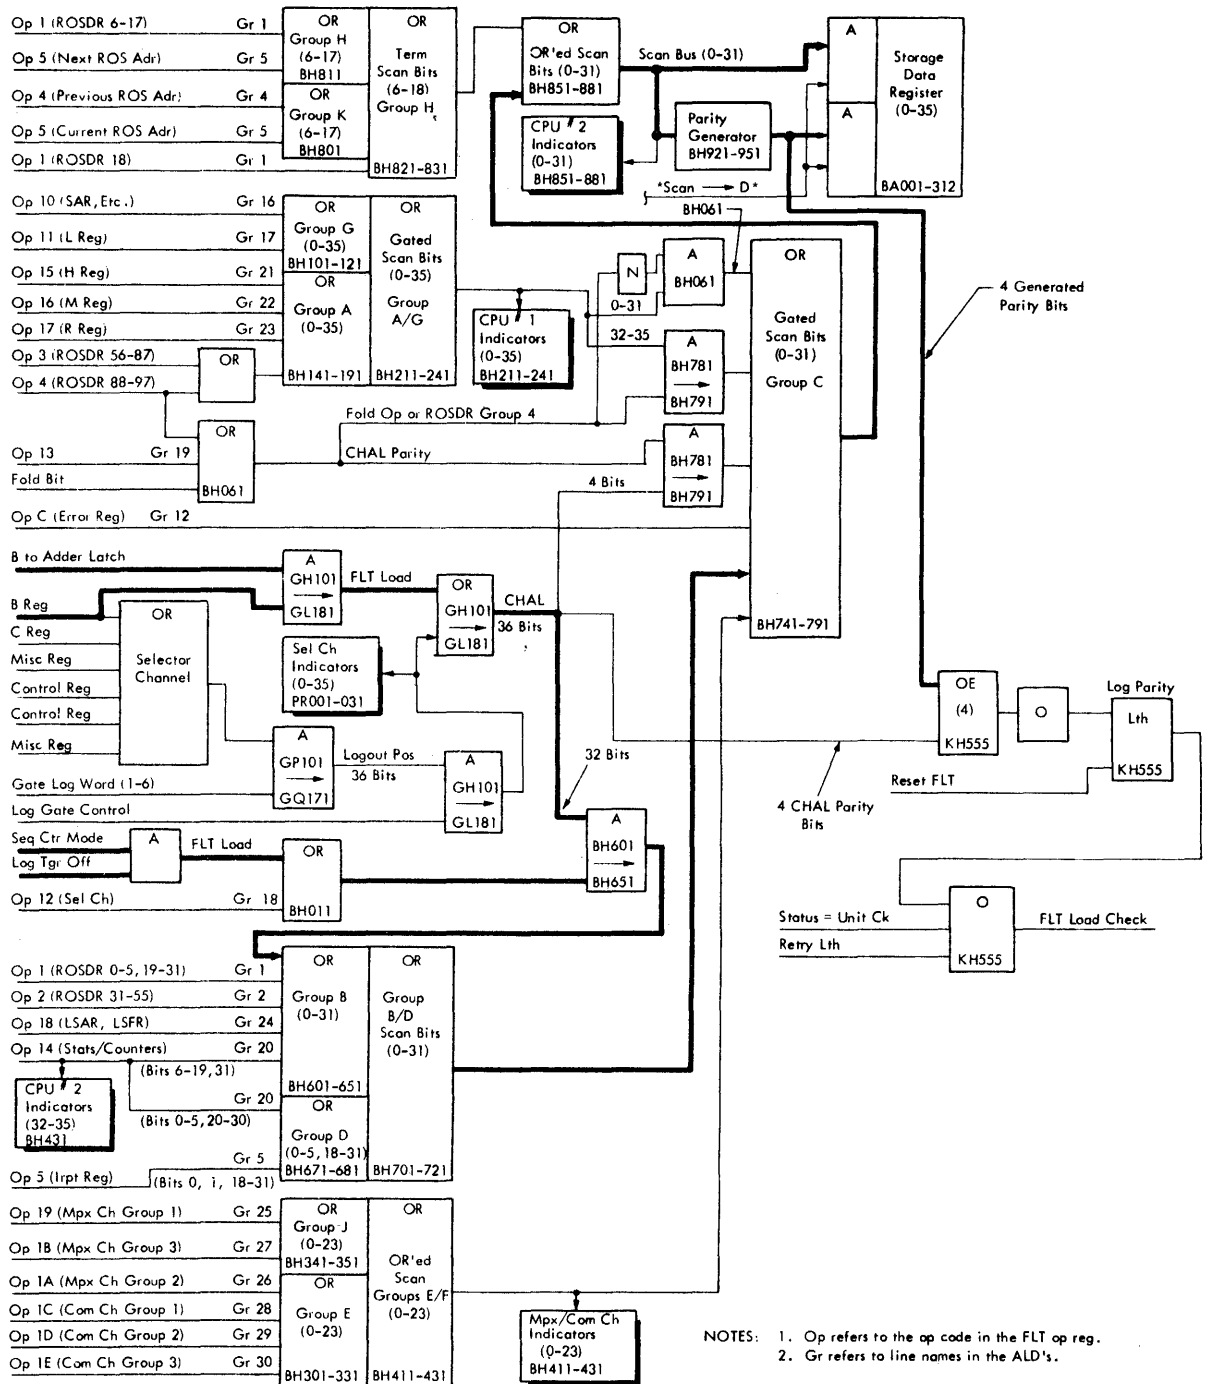 Op 1 (ROSDR 6-17) Gr 1
Op 5 (Next ROS Adr) Gr 5
Op 4 (Previous ROS Adr) Gr 4
Op 5 (Current ROS Adr) Gr 5
Op 1 (ROSDR 18) Gr 1
OR
Group H
(6-17)
BH811
OR
Group K
(6-17)
BH801
OR
Term
Scan Bits
(6-18)
Group H
BH821-831
OR
OR'ed Scan
Bits (0-31)
BH851-881
Scan Bus (0-31)
CPU # 2
Indicators
(0-31)
BH851-881
Parity
Generator
BH921-951
A
A
Storage
Data
Register
(0-35)
BA001-312
*Scan → D*
BH061
Op 10 (SAR, Etc.) Gr 16
Op 11 (L Reg) Gr 17
Op 15 (H Reg) Gr 21
Op 16 (M Reg) Gr 22
Op 17 (R Reg) Gr 23
Op 3 (ROSDR 56-87)
Op 4 (ROSDR 88-97)
OR
OR
Group G
(0-35)
BH101-121
OR
Group A
(0-35)
BH141-191
OR
Gated
Scan Bits
(0-35)
Group
A/G
BH211-241
CPU # 1
Indicators
(0-35)
BH211-241
N
0-31
A
BH061
32-35
A
BH781
→
BH791
OR
Gated
Scan Bits
(0-31)
Group C
BH741-791
4 Generated
Parity Bits
Fold Op or ROSDR Group 4
CHAL Parity
4 Bits
A
BH781
→
BH791
Op 13 Gr 19
Fold Bit
OR
BH061
Op C (Error Reg) Gr 12
B to Adder Latch
A
GH101
→
GL181
FLT Load
OR
GH101
→
GL181
CHAL
36 Bits
B Reg
C Reg
Misc Reg
Control Reg
Control Reg
Misc Reg
OR
Selector
Channel
Sel Ch
Indicators
(0-35)
PR001-031
Gate Log Word (1-6)
Log Gate Control
A
GP101
→
GQ171
Logout Pos
36 Bits
A
GH101
→
GL181
32 Bits
OE
(4)
KH555
O
Log Parity
Lth
KH555
Reset FLT
4 CHAL Parity
Bits
Seq Ctr Mode
Log Tgr Off
A
FLT Load
OR
BH011
A
BH601
→
BH651
Op 12 (Sel Ch) Gr 18
Status = Unit Ck
Retry Lth
O
KH555
FLT Load Check
Op 1 (ROSDR 0-5, 19-31) Gr 1
Op 2 (ROSDR 31-55) Gr 2
Op 18 (LSAR, LSFR) Gr 24
Op 14 (Stats/Counters) Gr 20
(Bits 6-19, 31)
Gr 20
(Bits 0-5, 20-30)
CPU # 2
Indicators
(32-35)
BH431
Gr 5
Op 5 (Irpt Reg) (Bits 0, 1, 18-31)
OR
Group B
(0-31)
BH601-651
OR
Group D
(0-5, 18-31)
BH671-681
OR
Group
B/D
Scan Bits
(0-31)
BH701-721
Op 19 (Mpx Ch Group 1) Gr 25
Op 1B (Mpx Ch Group 3) Gr 27
Op 1A (Mpx Ch Group 2) Gr 26
Op 1C (Com Ch Group 1) Gr 28
Op 1D (Com Ch Group 2) Gr 29
Op 1E (Com Ch Group 3) Gr 30
OR
Group J
(0-23)
BH341-351
OR
Group E
(0-23)
BH301-331
OR
OR'ed
Scan
Groups E/F
(0-23)
BH411-431
Mpx/Com Ch
Indicators
(0-23)
BH411-431
NOTES: 1. Op refers to the op code in the FLT op reg.
2. Gr refers to line names in the ALD's.